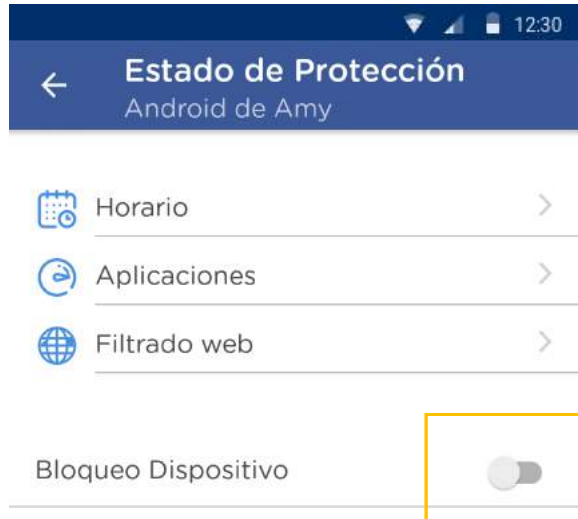 12:30
Estado de Protección
Android de Amy
Horario
Aplicaciones
Filtrado web
Bloqueo Dispositivo